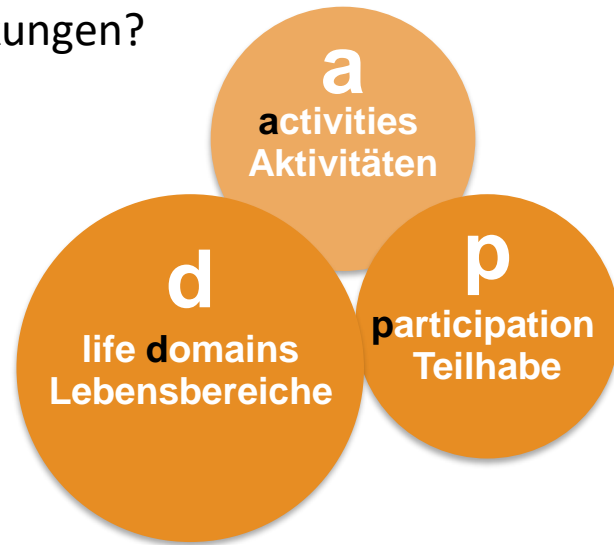 ungen?
a
activities
Aktivitäten
d
life domains
Lebensbereiche
p
participation
Teilhabe